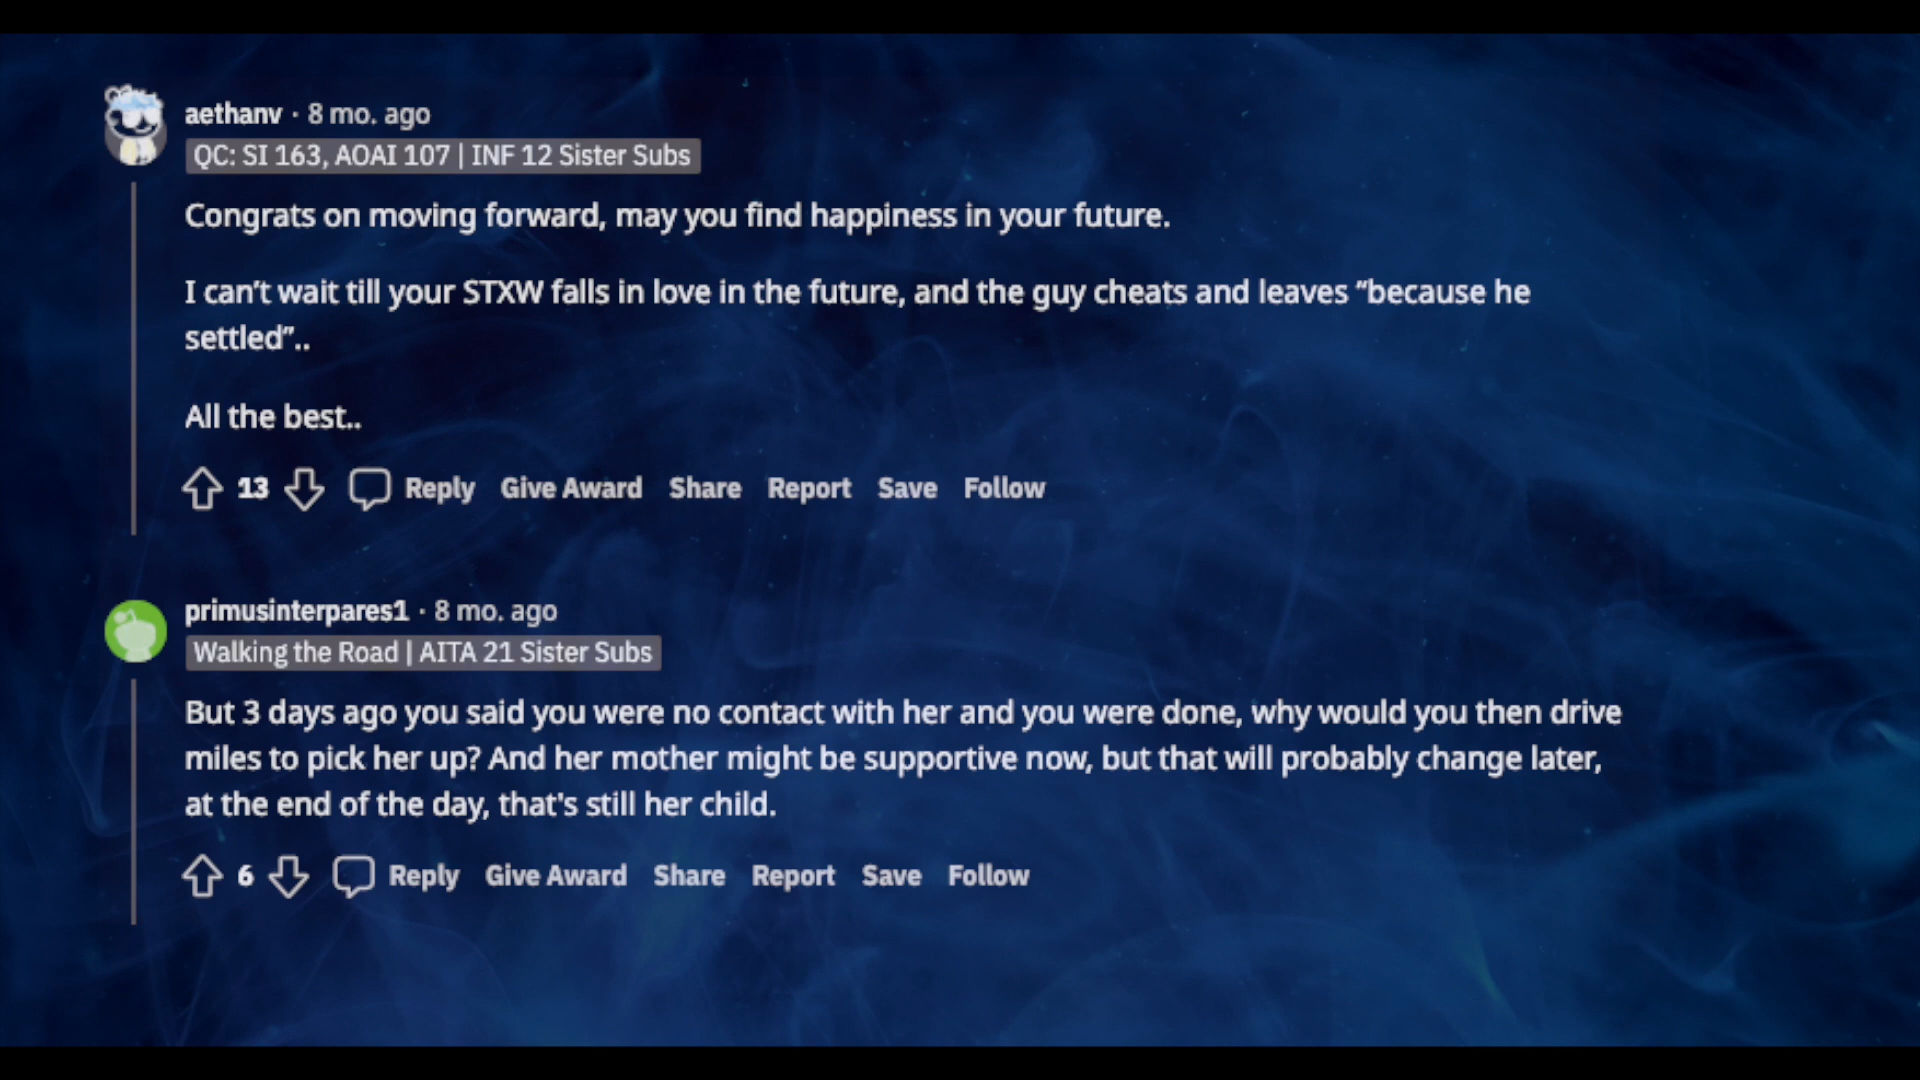 aethanv · 8 mo. ago
QC: SI 163, AOAI 107 | INF 12 Sister Subs
Congrats on moving forward, may you find happiness in your future.
I can’t wait till your STXW falls in love in the future, and the guy cheats and leaves “because he
settled”..
All the best..
13 Reply Give Award Share Report Save Follow
primusinterpares1 · 8 mo. ago
Walking the Road | AITA 21 Sister Subs
But 3 days ago you said you were no contact with her and you were done, why would you then drive
miles to pick her up? And her mother might be supportive now, but that will probably change later,
at the end of the day, that's still her child.
6 Reply Give Award Share Report Save Follow